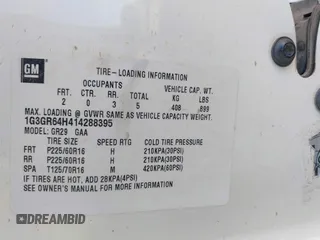 GM
TIRE-LOADING INFORMATION
OCCUPANTS VEHICLE CAP. WT.
FRT. CTR. RR. TOTAL KG LBS
2 0 3 5 408 899
MAX. LOADING @ GVWR SAME AS VEHICLE CAPACITY WEIGHT
1G3GR64H414288395
MODEL: GR29 GAA
TIRE SIZE SPEED RTG COLD TIRE PRESSURE
FRT P225/60R16 H 210KPA(30PSI)
RR P225/60R16 H 210KPA(30PSI)
SPA T125/70R16 M 420KPA(60PSI)
IF TIRES ARE HOT, ADD 28KPA(4PSI)
SEE OWNER'S MANUAL FOR MORE INFORMATION
DREAMBID